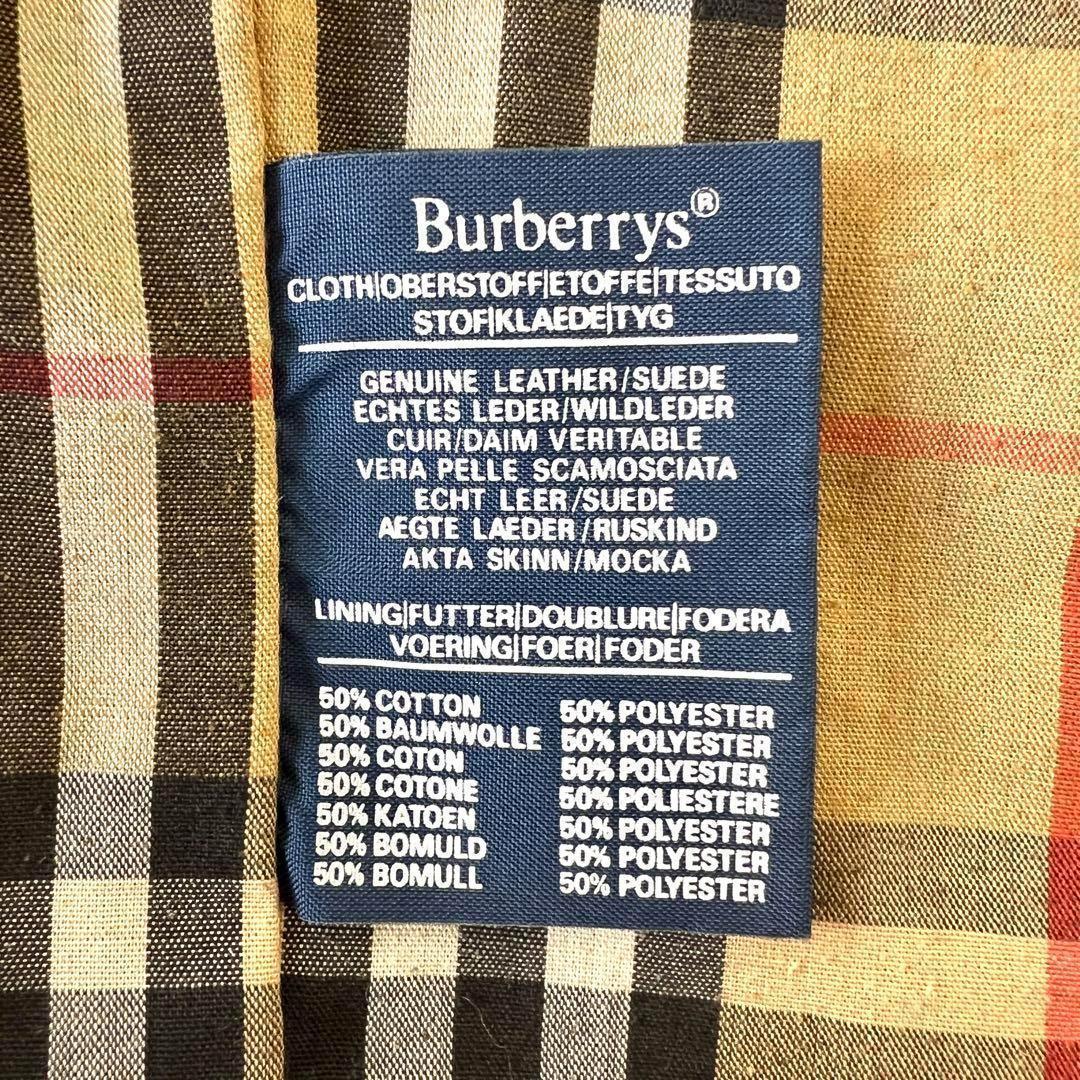 Burberrys®
CLOTH|OBERSTOFF|ETOFFE|TESSUTO
STOF|KLAEDE|TYG
GENUINE LEATHER/SUEDE
ECHTES LEDER/WILDLEDER
CUIR/DAIM VERITABLE
VERA PELLE SCAMOSCIATA
ECHT LEER/SUEDE
AEGTE LAEDER/RUSKIND
AKTA SKINN/MOCKA
LINING|FUTTER|DOUBLURE|FODERA
VOERING|FOER|FODER
50% COTTON 50% POLYESTER
50% BAUMWOLLE 50% POLYESTER
50% COTON 50% POLYESTER
50% COTONE 50% POLIESTERE
50% KATOEN 50% POLYESTER
50% BOMULD 50% POLYESTER
50% BOMULL 50% POLYESTER